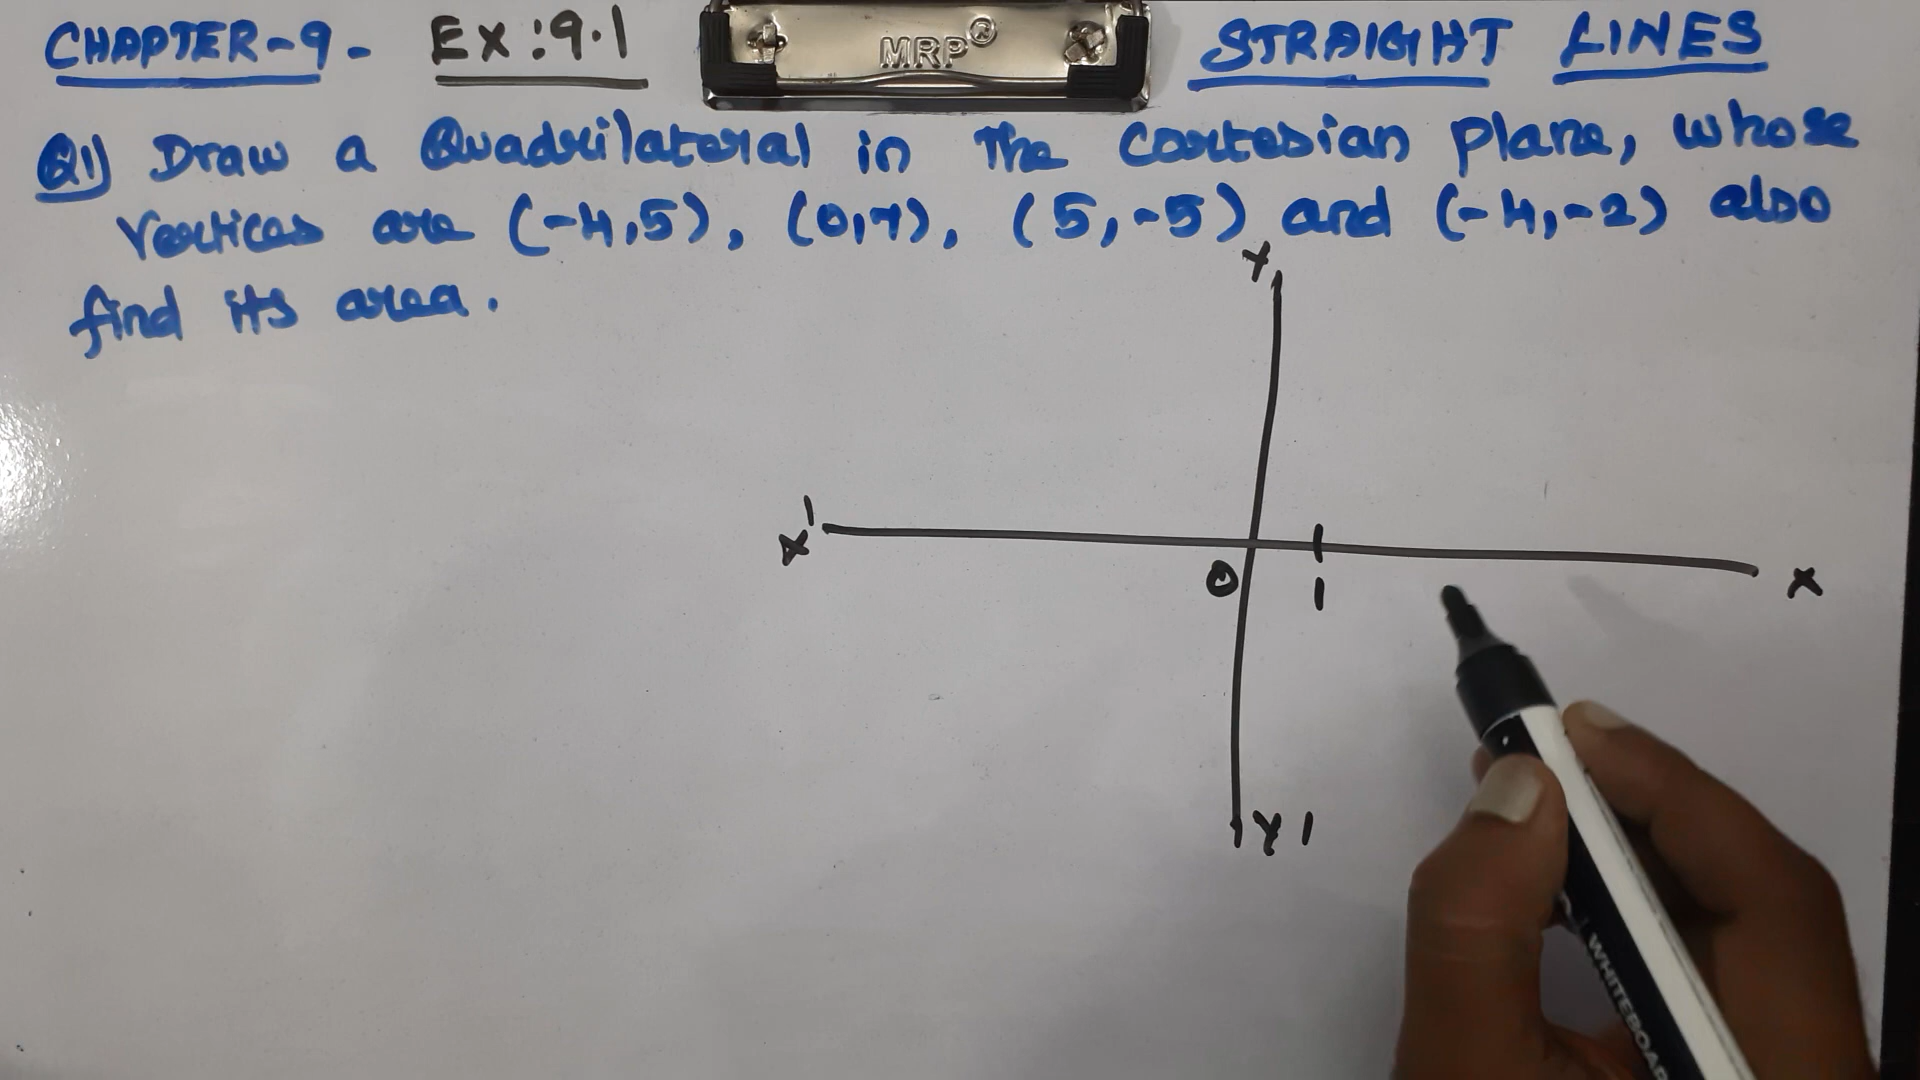 CHAPTER-9- EX:9.1 MRP® STRAIGHT LINES
Q1) Draw a Quadrilateral in the Cartesian plane, whose
vertices are (-4,5), (0,7), (5,-5) and (-4,-2) also
find its area.
Y
X' O 1 X
Y'
WHITEBOAR